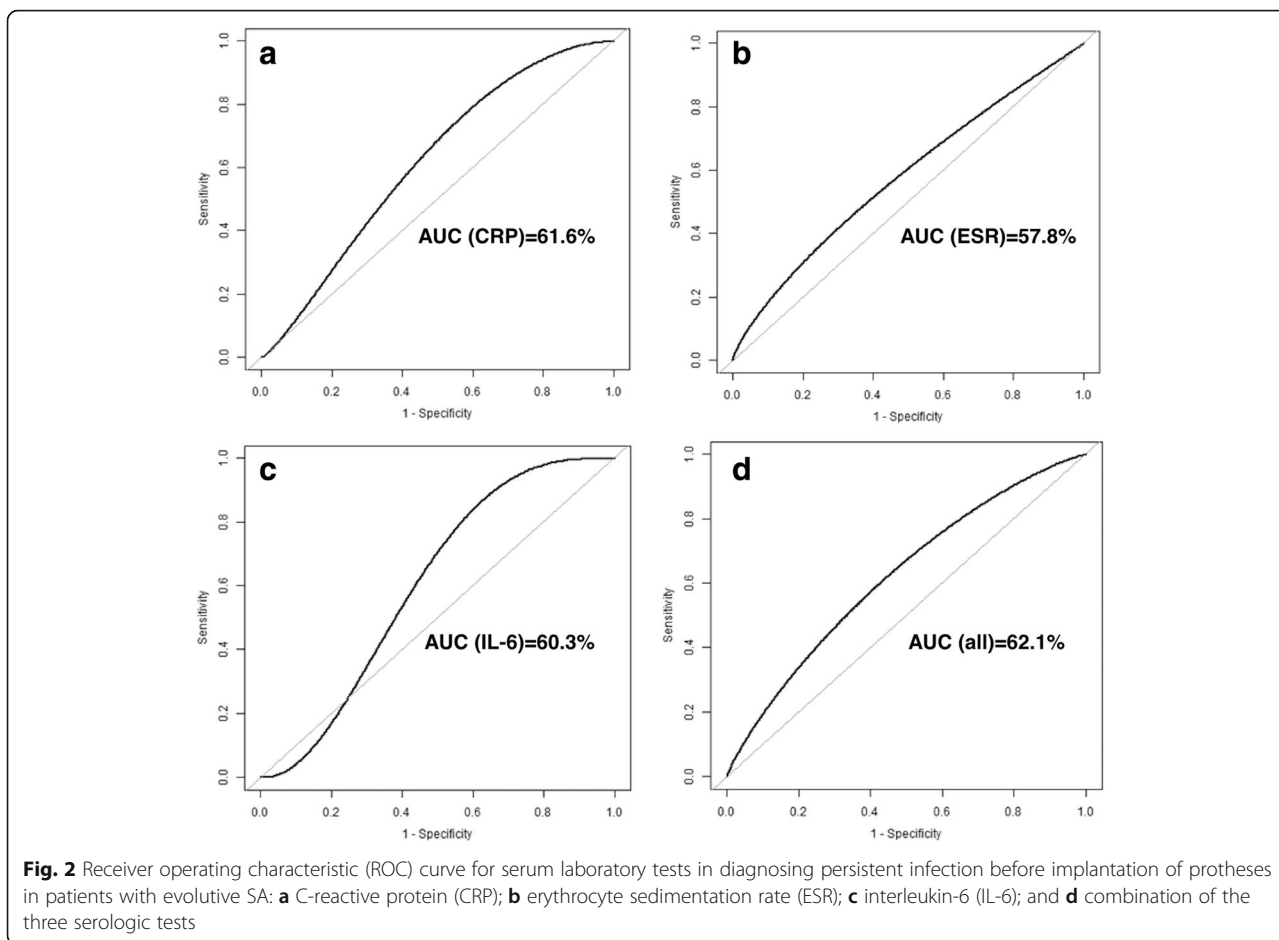 a
1.0
0.8
0.6
0.4
0.2
0.0
Sensitivity
AUC (CRP)=61.6%
0.0 0.2 0.4 0.6 0.8 1.0
1 - Specificity
b
1.0
0.8
0.6
0.4
0.2
0.0
Sensitivity
AUC (ESR)=57.8%
0.0 0.2 0.4 0.6 0.8 1.0
1 - Specificity
c
1.0
0.8
0.6
0.4
0.2
0.0
Sensitivity
AUC (IL-6)=60.3%
0.0 0.2 0.4 0.6 0.8 1.0
1 - Specificity
d
1.0
0.8
0.6
0.4
0.2
0.0
Sensitivity
AUC (all)=62.1%
0.0 0.2 0.4 0.6 0.8 1.0
1 - Specificity
Fig. 2 Receiver operating characteristic (ROC) curve for serum laboratory tests in diagnosing persistent infection before implantation of protheses
in patients with evolutive SA: a C-reactive protein (CRP); b erythrocyte sedimentation rate (ESR); c interleukin-6 (IL-6); and d combination of the
three serologic tests